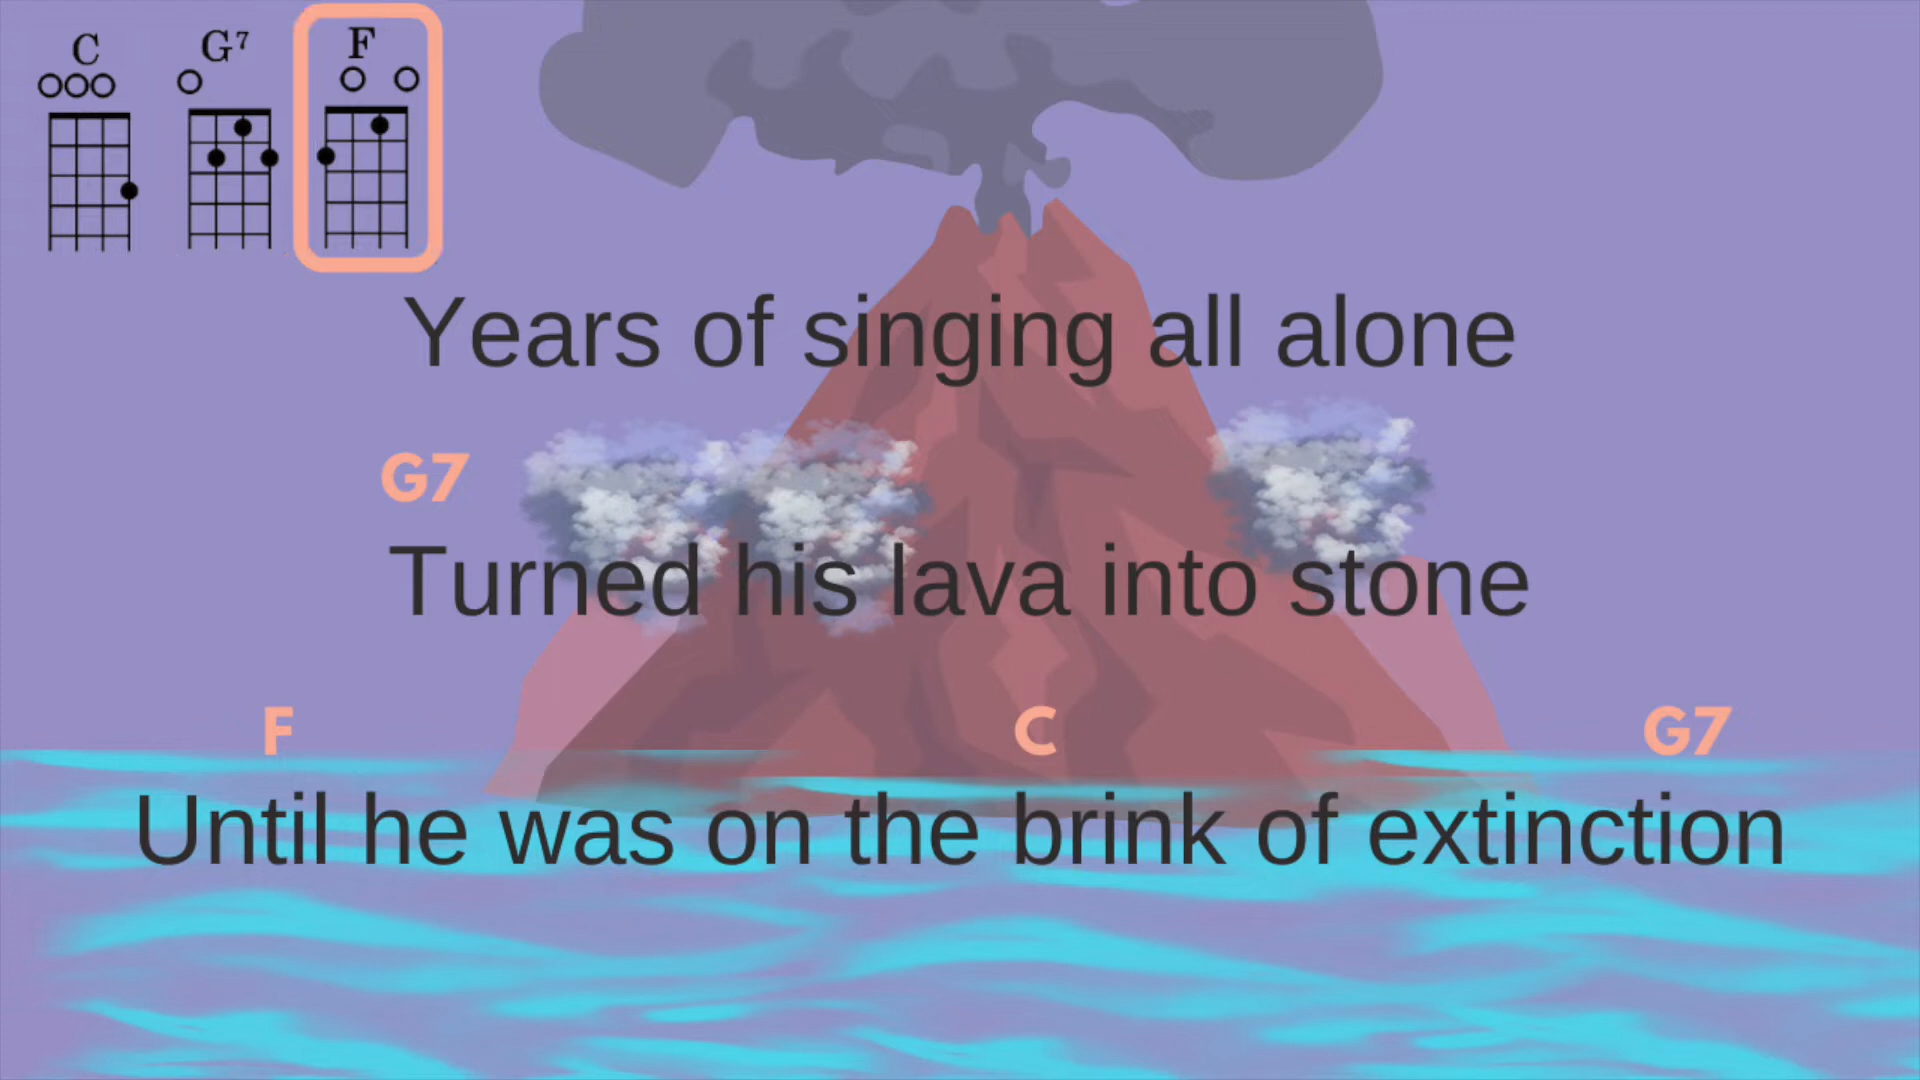 C G7 F
Years of singing all alone
G7
Turned his lava into stone
F C G7
Until he was on the brink of extinction